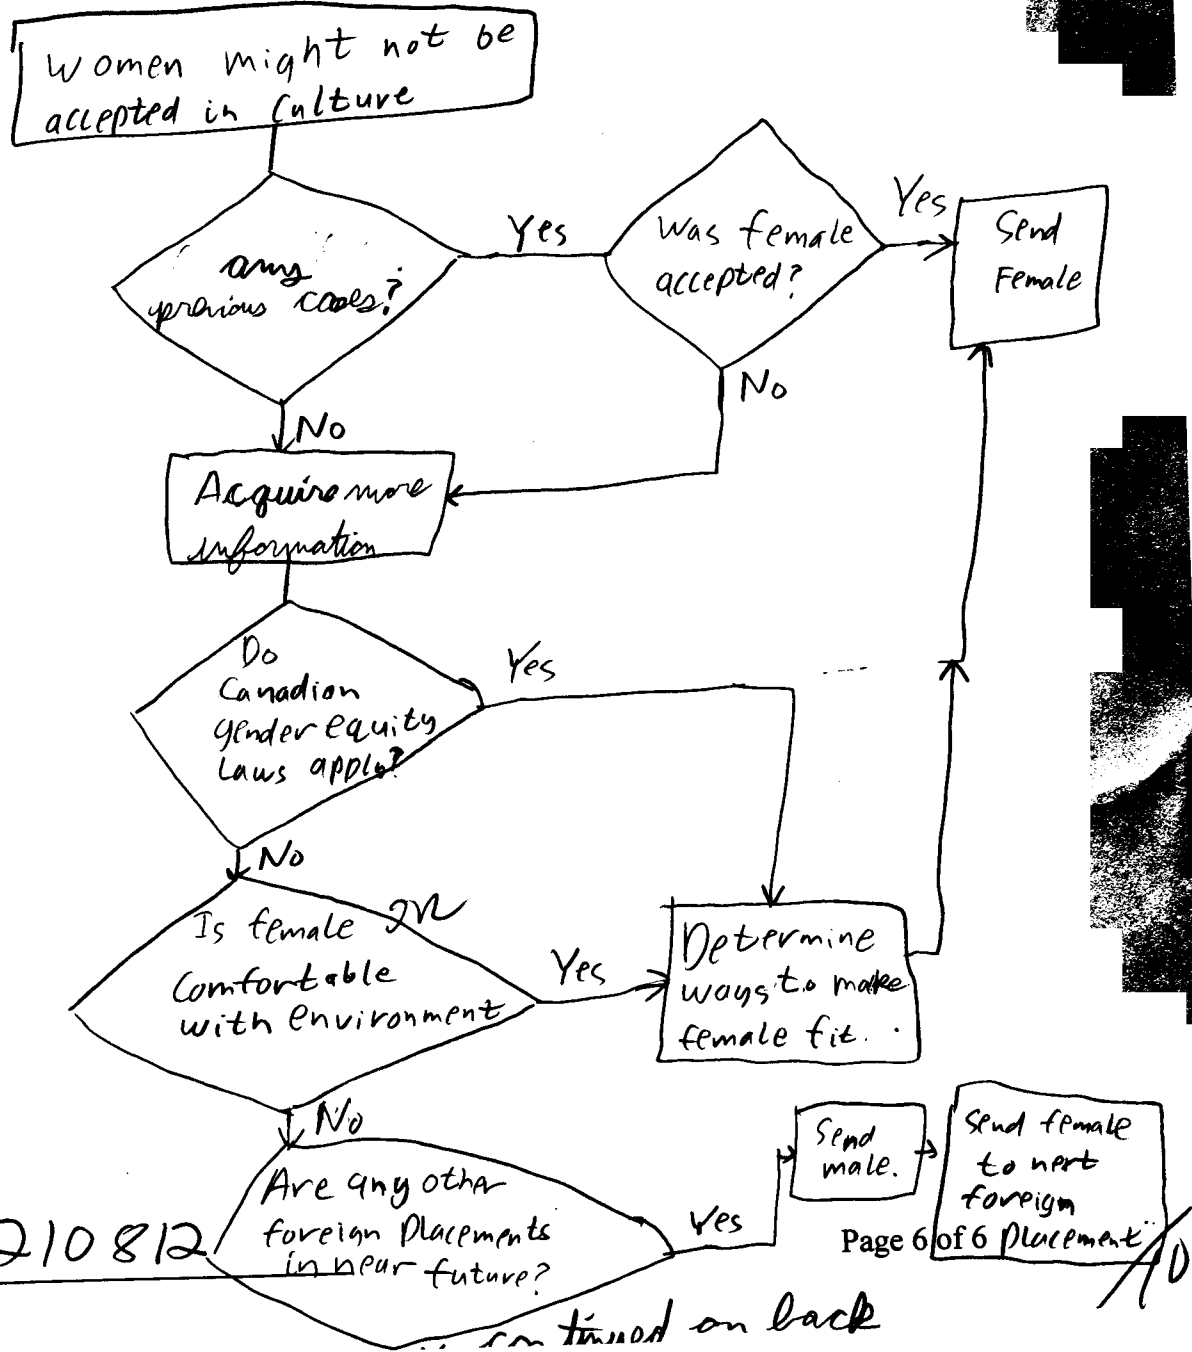 Women might not be
accepted in Culture
any
previous cases?
Yes
Was female
accepted?
Yes
Send
Female
No
No
Acquire more
information
Do
Canadian
gender equity
Laws apply?
Yes
No
Is female
comfortable
with environment
Yes
Determine
ways to make
female fit.
No
Are any other
foreign placements
in near future?
Yes
Send
male.
Send female
to next
foreign
placement
210812
Page 6 of 6
/10
continued on back